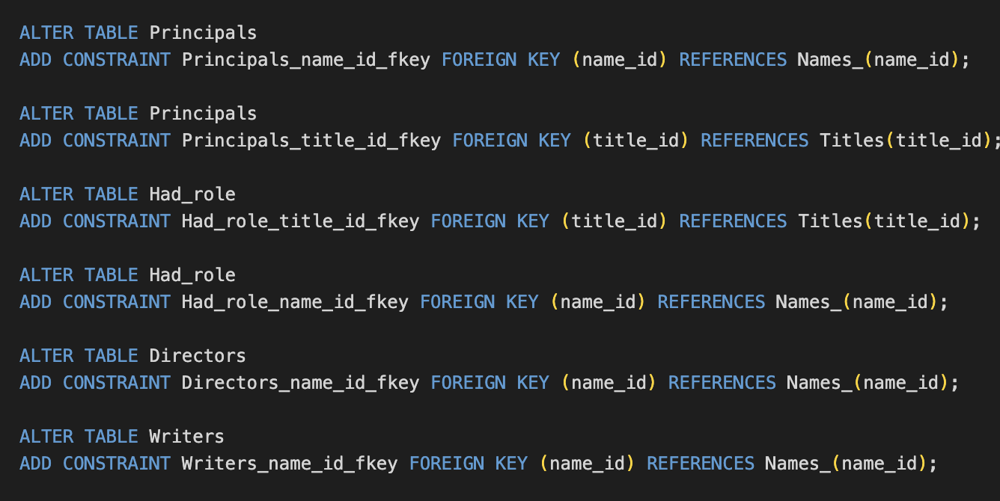 ALTER TABLE Principals
ADD CONSTRAINT Principals_name_id_fkey FOREIGN KEY (name_id) REFERENCES Names_(name_id);
ALTER TABLE Principals
ADD CONSTRAINT Principals_title_id_fkey FOREIGN KEY (title_id) REFERENCES Titles(title_id);
ALTER TABLE Had_role
ADD CONSTRAINT Had_role_title_id_fkey FOREIGN KEY (title_id) REFERENCES Titles(title_id);
ALTER TABLE Had_role
ADD CONSTRAINT Had_role_name_id_fkey FOREIGN KEY (name_id) REFERENCES Names_(name_id);
ALTER TABLE Directors
ADD CONSTRAINT Directors_name_id_fkey FOREIGN KEY (name_id) REFERENCES Names_(name_id);
ALTER TABLE Writers
ADD CONSTRAINT Writers_name_id_fkey FOREIGN KEY (name_id) REFERENCES Names_(name_id);